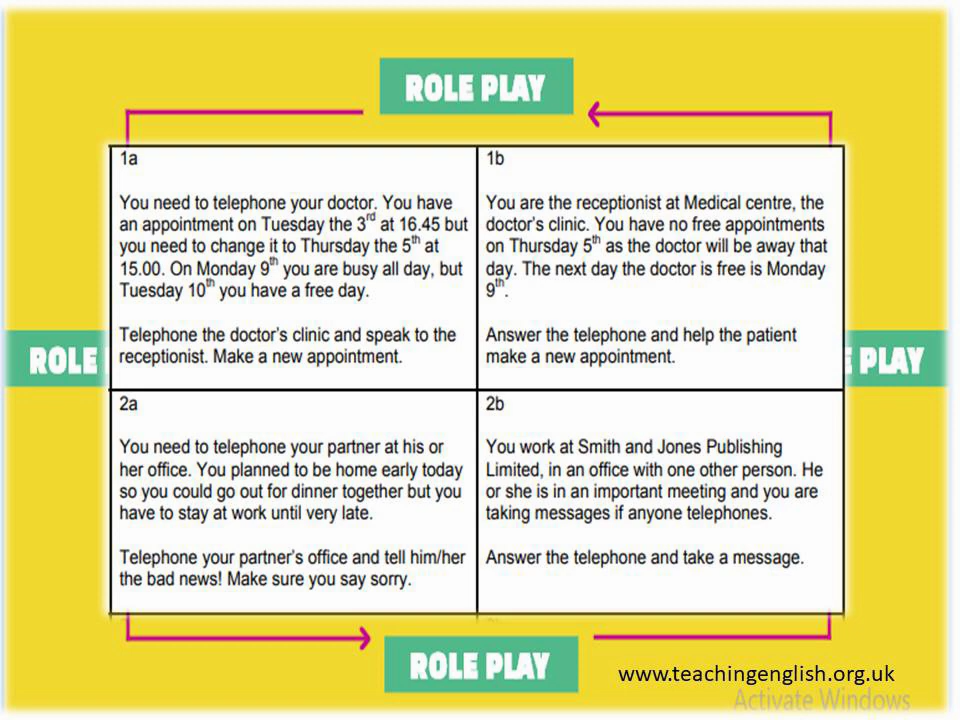 ROLE PLAY
1a
You need to telephone your doctor. You have
an appointment on Tuesday the 3rd at 16.45 but
you need to change it to Thursday the 5th at
15.00. On Monday 9th you are busy all day, but
Tuesday 10th you have a free day.
Telephone the doctor's clinic and speak to the
receptionist. Make a new appointment.
1b
You are the receptionist at Medical centre, the
doctor's clinic. You have no free appointments
on Thursday 5th as the doctor will be away that
day. The next day the doctor is free is Monday
9th.
Answer the telephone and help the patient
make a new appointment.
ROLE
PLAY
2a
You need to telephone your partner at his or
her office. You planned to be home early today
so you could go out for dinner together but you
have to stay at work until very late.
Telephone your partner's office and tell him/her
the bad news! Make sure you say sorry.
2b
You work at Smith and Jones Publishing
Limited, in an office with one other person. He
or she is in an important meeting and you are
taking messages if anyone telephones.
Answer the telephone and take a message.
ROLE PLAY
www.teachingenglish.org.uk
Activate Windows